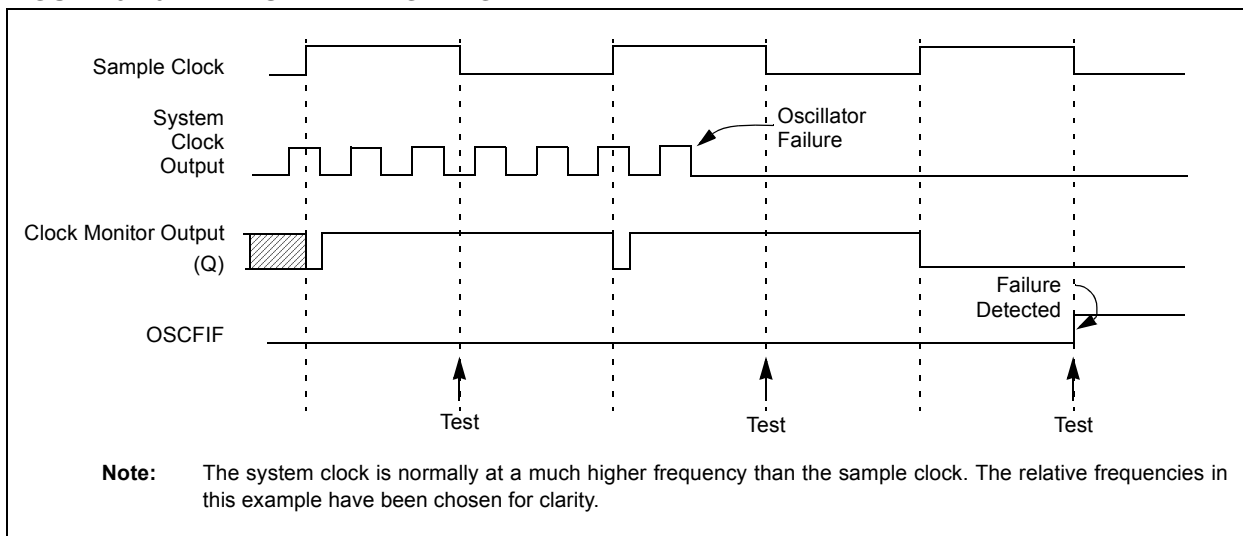 Sample Clock
System
Clock
Output
Oscillator
Failure
Clock Monitor Output
(Q)
Failure
Detected
OSCFIF
Test
Test
Test
Note: The system clock is normally at a much higher frequency than the sample clock. The relative frequencies in
this example have been chosen for clarity.